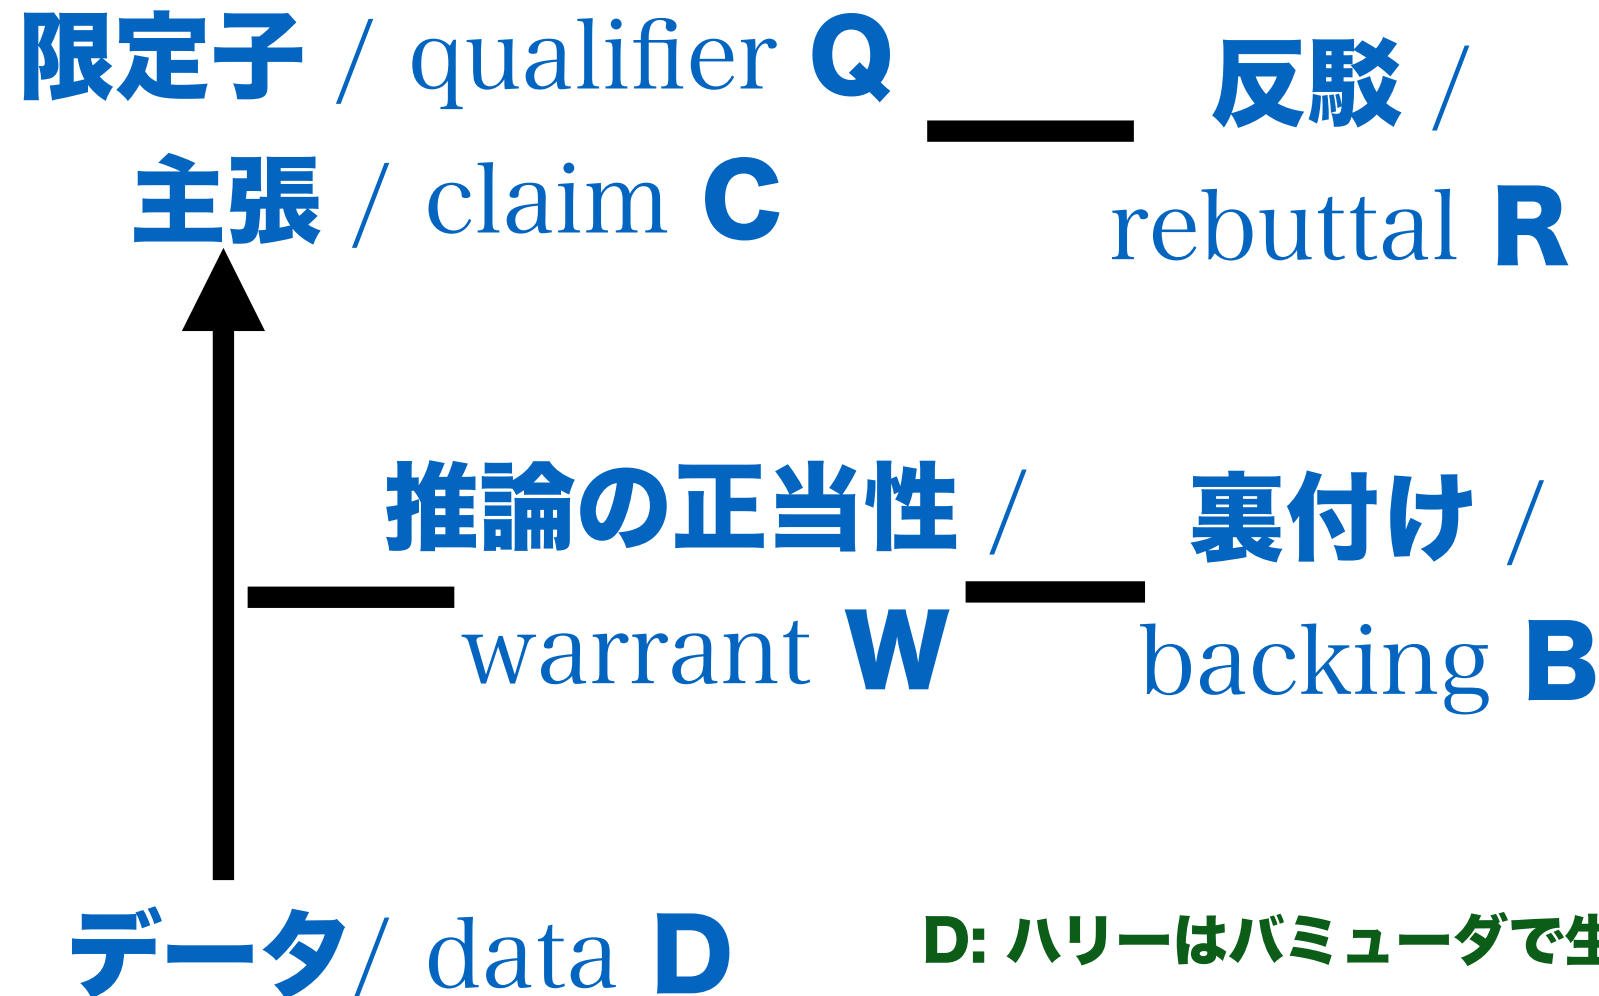 限定子 / qualifier Q
主張 / claim C
反駁 /
rebuttal R
推論の正当性 /
warrant W
裏付け /
backing B
データ/ data D
D: ハリーはバミューダで生